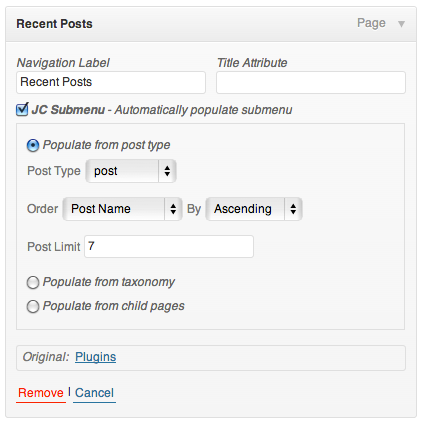 Recent Posts Page
Navigation Label Title Attribute
Recent Posts
JC Submenu - Automatically populate submenu
Populate from post type
Post Type post
Order Post Name By Ascending
Post Limit 7
Populate from taxonomy
Populate from child pages
Original: Plugins
Remove | Cancel